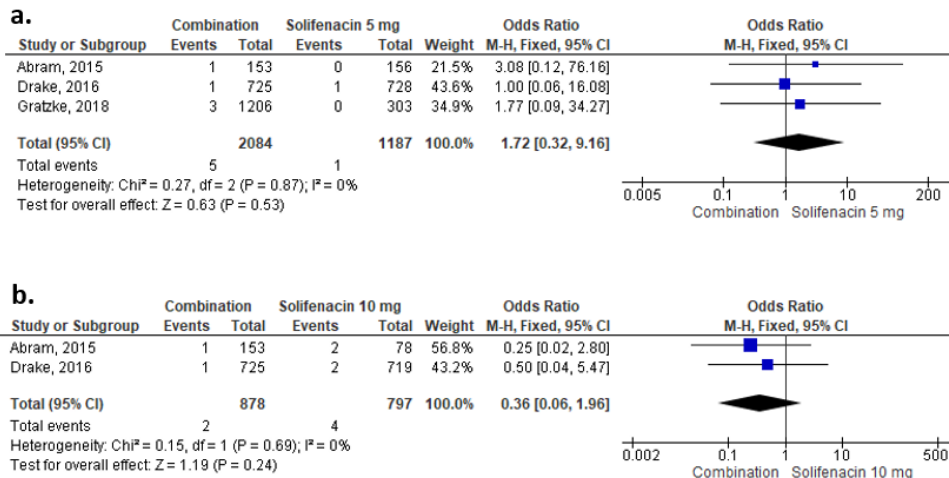 a.
Combination Solifenacin 5 mg Odds Ratio Odds Ratio
Study or Subgroup Events Total Events Total Weight M-H, Fixed, 95% CI M-H, Fixed, 95% CI
Abram, 2015 1 153 0 156 21.5% 3.08 [0.12, 76.16]
Drake, 2016 1 725 1 728 43.6% 1.00 [0.06, 16.08]
Gratzke, 2018 3 1206 0 303 34.9% 1.77 [0.09, 34.27]
Total (95% CI) 2084 1187 100.0% 1.72 [0.32, 9.16]
Total events 5 1
Heterogeneity: Chi² = 0.27, df = 2 (P = 0.87); I² = 0%
Test for overall effect: Z = 0.63 (P = 0.53)
0.005 0.1 1 10 200
Combination Solifenacin 5 mg
b.
Combination Solifenacin 10 mg Odds Ratio Odds Ratio
Study or Subgroup Events Total Events Total Weight M-H, Fixed, 95% CI M-H, Fixed, 95% CI
Abram, 2015 1 153 2 78 56.8% 0.25 [0.02, 2.80]
Drake, 2016 1 725 2 719 43.2% 0.50 [0.04, 5.47]
Total (95% CI) 878 797 100.0% 0.36 [0.06, 1.96]
Total events 2 4
Heterogeneity: Chi² = 0.15, df = 1 (P = 0.69); I² = 0%
Test for overall effect: Z = 1.19 (P = 0.24)
0.002 0.1 1 10 500
Combination Solifenacin 10 mg